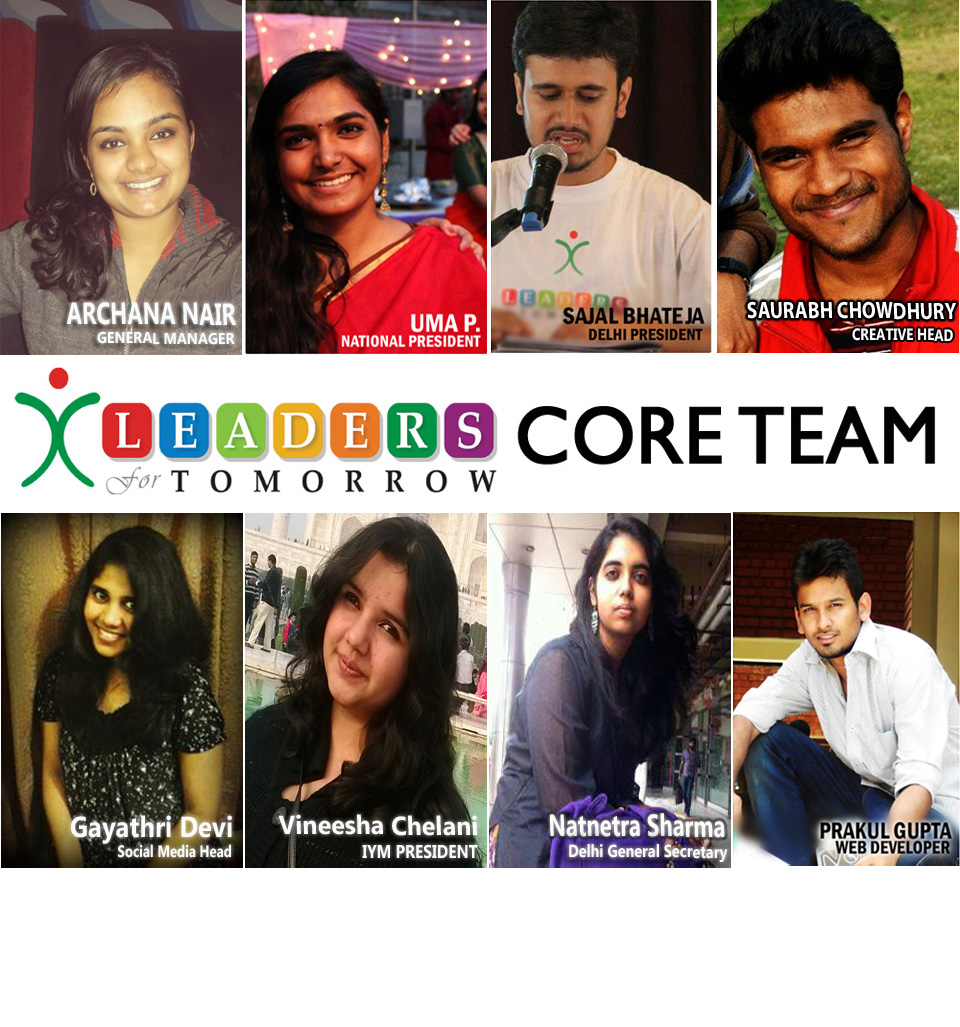 ARCHANA NAIR
GENERAL MANAGER
UMA P.
NATIONAL PRESIDENT
LEADERS
SAJAL BHATEJA
DELHI PRESIDENT
SAURABH CHOWDHURY
CREATIVE HEAD
LEADERS
for TOMORROW
CORE TEAM
Gayathri Devi
Social Media Head
Vineesha Chelani
IYM PRESIDENT
Natnetra Sharma
Delhi General Secretary
PRAKUL GUPTA
WEB DEVELOPER